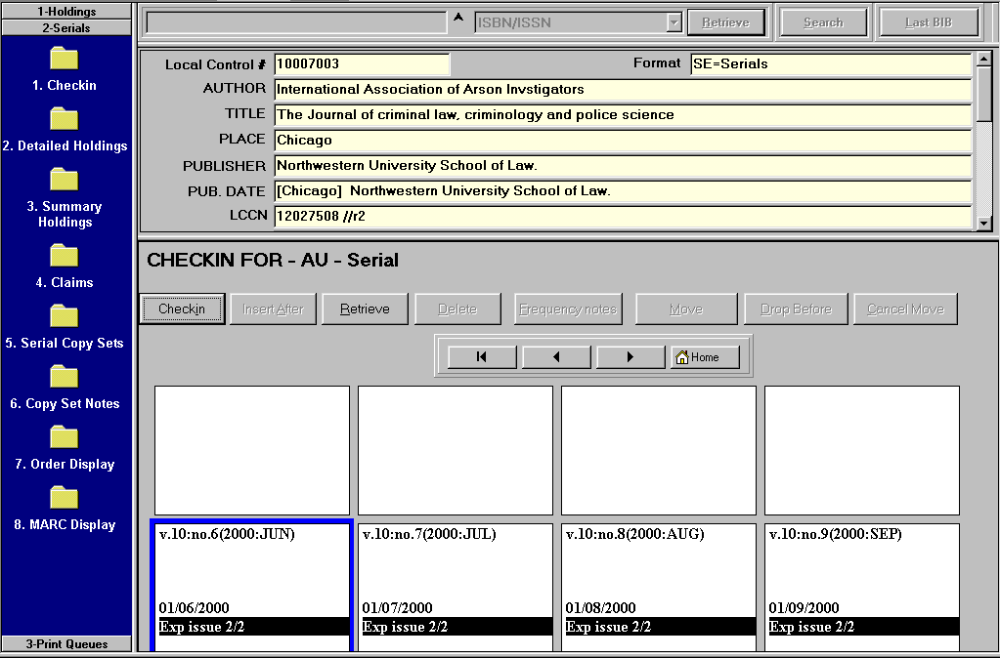 1-Holdings
2-Serials
1. Checkin
2. Detailed Holdings
3. Summary
Holdings
4. Claims
5. Serial Copy Sets
6. Copy Set Notes
7. Order Display
8. MARC Display
3-Print Queues
ISBN/ISSN Retrieve Search Last BIB
Local Control # 10007003 Format SE=Serials
AUTHOR International Association of Arson Invstigators
TITLE The Journal of criminal law, criminology and police science
PLACE Chicago
PUBLISHER Northwestern University School of Law.
PUB. DATE [Chicago] Northwestern University School of Law.
LCCN 12027508 //r2
CHECKIN FOR - AU - Serial
Checkin Insert After Retrieve Delete Frequency notes Move Drop Before Cancel Move
Home
v.10:no.6(2000:JUN) v.10:no.7(2000:JUL) v.10:no.8(2000:AUG) v.10:no.9(2000:SEP)
01/06/2000 01/07/2000 01/08/2000 01/09/2000
Exp issue 2/2 Exp issue 2/2 Exp issue 2/2 Exp issue 2/2